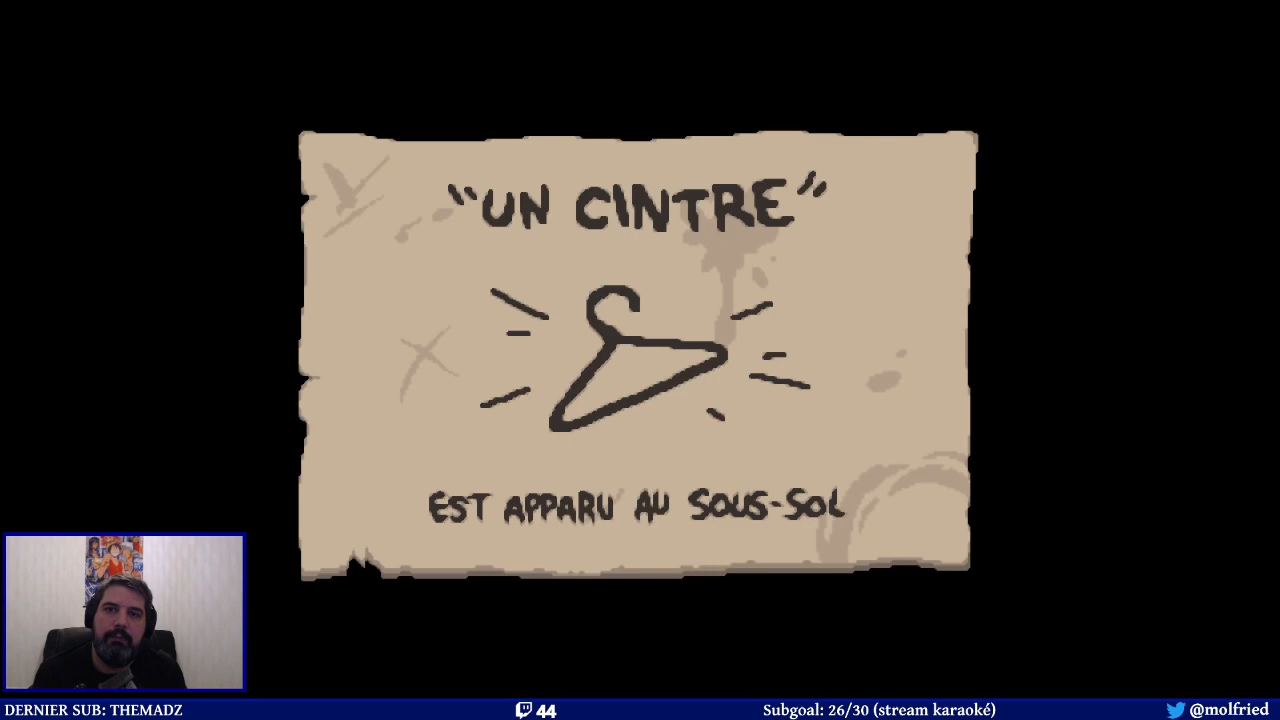 "UN CINTRE"
EST APPARU AU SOUS-SOL
DERNIER SUB: THEMADZ
44
Subgoal: 26/30 (stream karaoké)
@molfried